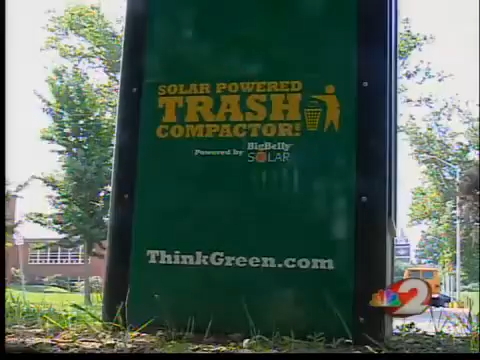 SOLAR POWERED
TRASH
COMPACTOR!
Powered by BigBelly
SOLAR
ThinkGreen.com
2